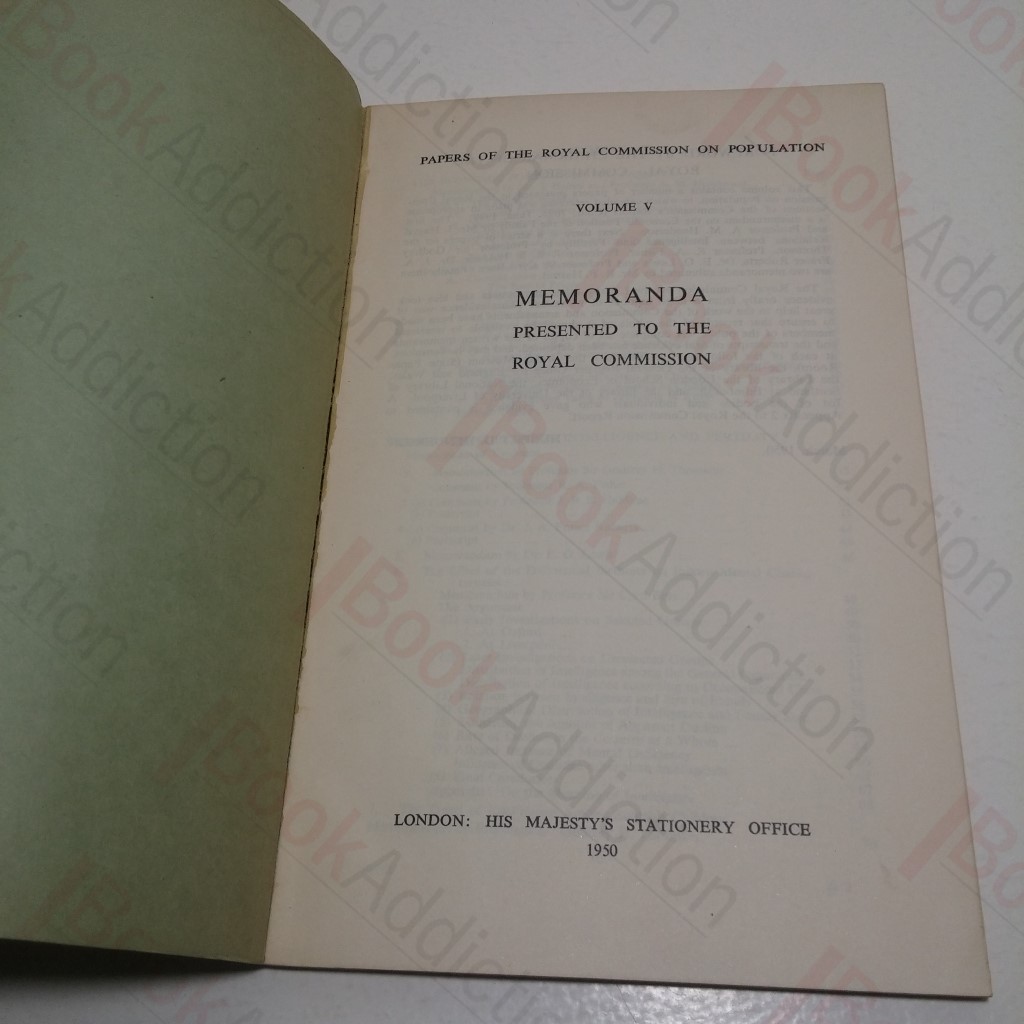 PAPERS OF THE ROYAL COMMISSION ON POPULATION
VOLUME V
MEMORANDA
PRESENTED TO THE
ROYAL COMMISSION
LONDON: HIS MAJESTY'S STATIONERY OFFICE
1950
BookAddiction